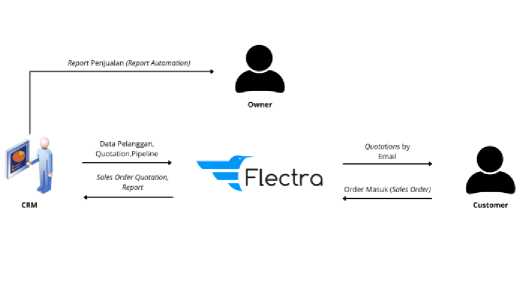 Report Penjualan (Report Automation)
Owner
Data Pelanggan,
Quotation,Pipeline
Sales Order Quotation,
Report
CRM
Flectra
Quotations by
Email
Order Masuk (Sales Order)
Customer